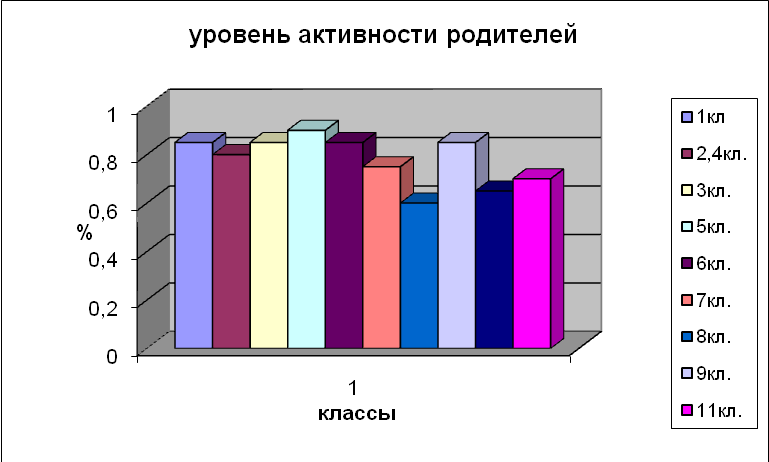 уровень активности родителей
1
0,8
0,6
0,4
0,2
0
%
1
классы
1кл
2,4кл.
3кл.
5кл.
6кл.
7кл.
8кл.
9кл.
11кл.